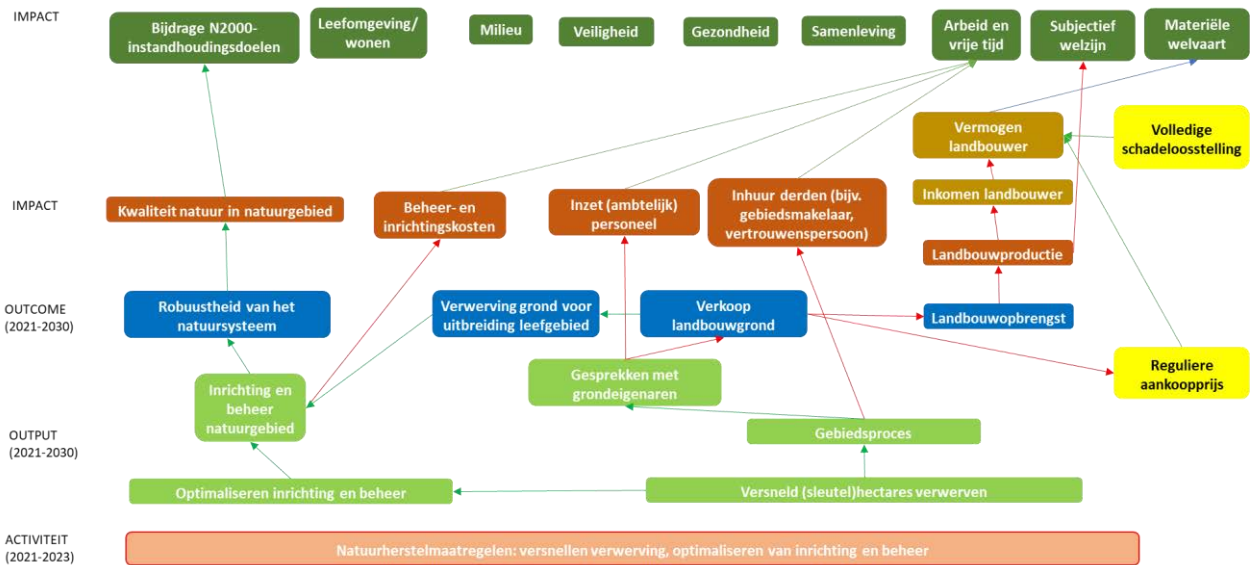 IMPACT
Bijdrage N2000-
instandhoudingsdoelen
Leefomgeving/
wonen
Milieu
Veiligheid
Gezondheid
Samenleving
Arbeid en
vrije tijd
Subjectief
welzijn
Materiële
welvaart
Vermogen
landbouwer
Volledige
schadeloosstelling
IMPACT
Kwaliteit natuur in natuurgebied
Beheer- en
inrichtingskosten
Inzet (ambtelijk)
personeel
Inhuur derden (bijv.
gebiedsmakelaar,
vertrouwenspersoon)
Inkomen landbouwer
Landbouwproductie
OUTCOME
(2021-2030)
Robuustheid van het
natuursysteem
Verwerving grond voor
uitbreiding leefgebied
Verkoop
landbouwgrond
Landbouwopbrengst
Reguliere
aankoopprijs
Inrichting en
beheer
natuurgebied
Gesprekken met
grondeigenaren
OUTPUT
(2021-2030)
Gebiedsproces
Optimaliseren inrichting en beheer
Versneld (sleutel)hectares verwerven
ACTIVITEIT
(2021-2023)
Natuurherstelmaatregelen: versnellen verwerving, optimaliseren van inrichting en beheer